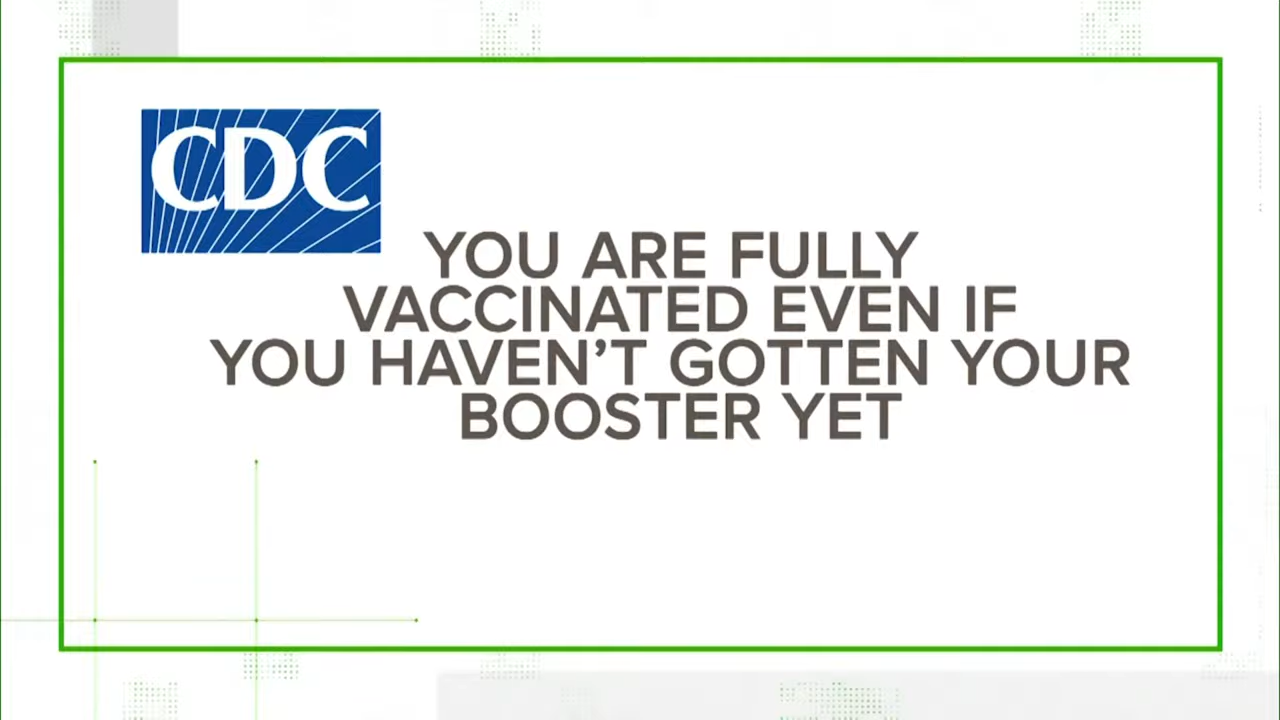 CDC
YOU ARE FULLY
VACCINATED EVEN IF
YOU HAVEN’T GOTTEN YOUR
BOOSTER YET